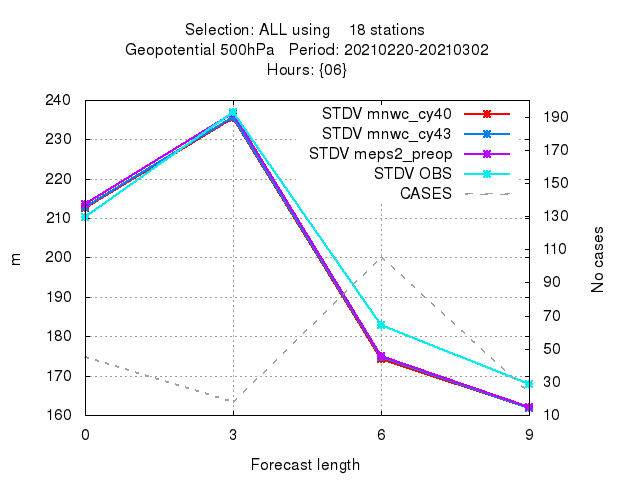 Selection: ALL using 18 stations
Geopotential 500hPa Period: 20210220-20210302
Hours: {06}
STDV mnwc_cy40
STDV mnwc_cy43
STDV meps2_preop
STDV OBS
CASES
240
230
220
210
200
190
180
170
160
m
190
170
150
130
110
90
70
50
30
10
No cases
0 3 6 9
Forecast length